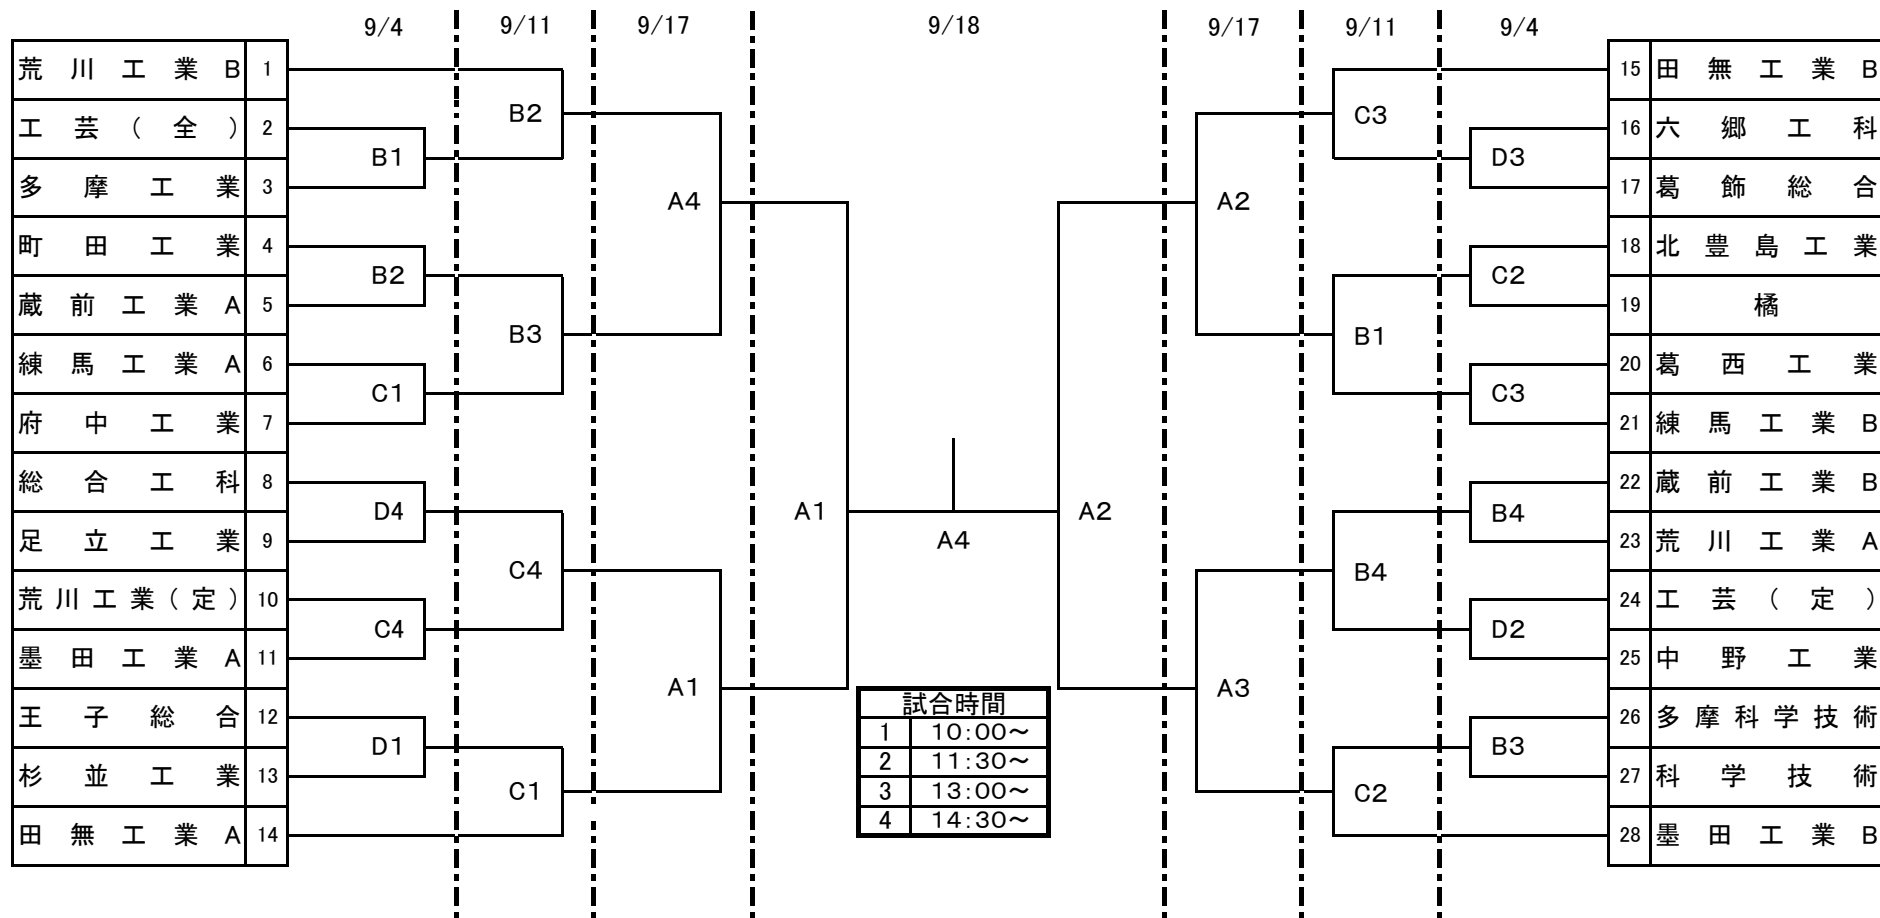 9/4 9/11 9/17 9/18 9/17 9/11 9/4
荒川工業B 1
工芸(全) 2
多摩工業 3
町田工業 4
蔵前工業A 5
練馬工業A 6
府中工業 7
総合工科 8
足立工業 9
荒川工業(定) 10
墨田工業A 11
王子総合 12
杉並工業 13
田無工業A 14
B1
B2
C1
D4
C4
D1
B2
B3
C4
C1
A4
A1
A1
A4
A2
A2
A3
C3
B1
B4
C2
D3
C2
C3
B4
D2
B3
15 田無工業B
16 六郷工科
17 葛飾総合
18 北豊島工業
19 橘
20 葛西工業
21 練馬工業B
22 蔵前工業B
23 荒川工業A
24 工芸(定)
25 中野工業
26 多摩科学技術
27 科学技術
28 墨田工業B
試合時間
1 10:00~
2 11:30~
3 13:00~
4 14:30~